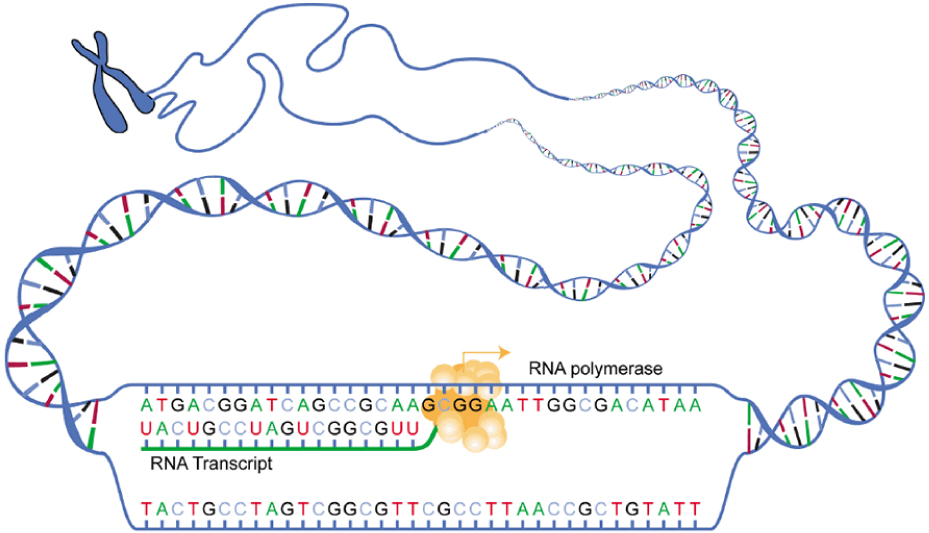 RNA polymerase
ATGACGGATCAGCCGCAAGCGGAATTGGCGACATAA
UACUGCCUAGUCGGCGUU
RNA Transcript
TACTGCCTAGTCGGCGTTCGCCTTAACCGCTGTATT